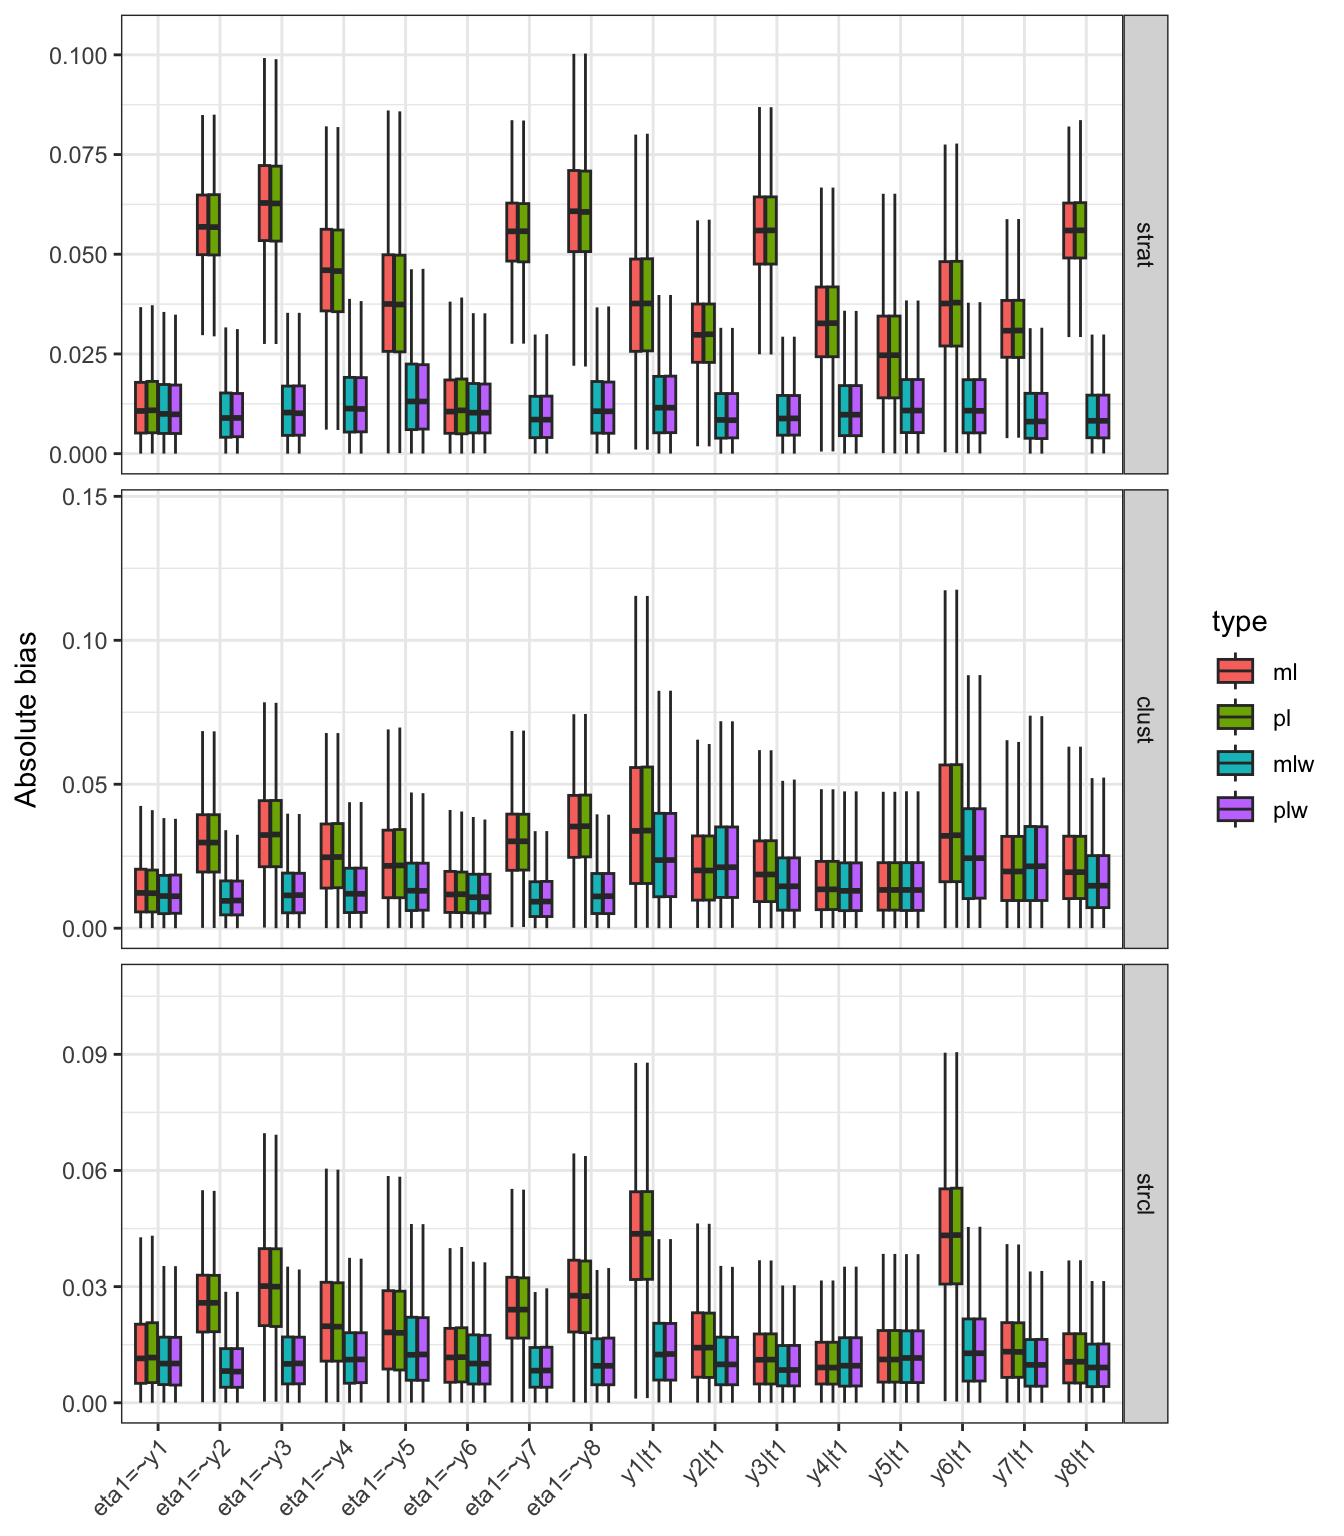 0.100
0.075
0.050
0.025
0.000
strat
0.15
0.10
0.05
0.00
clust
0.09
0.06
0.03
0.00
strcl
Absolute bias
eta1=~y1
eta1=~y2
eta1=~y3
eta1=~y4
eta1=~y5
eta1=~y6
eta1=~y7
eta1=~y8
y1|t1
y2|t1
y3|t1
y4|t1
y5|t1
y6|t1
y7|t1
y8|t1
type
ml
pl
mlw
plw